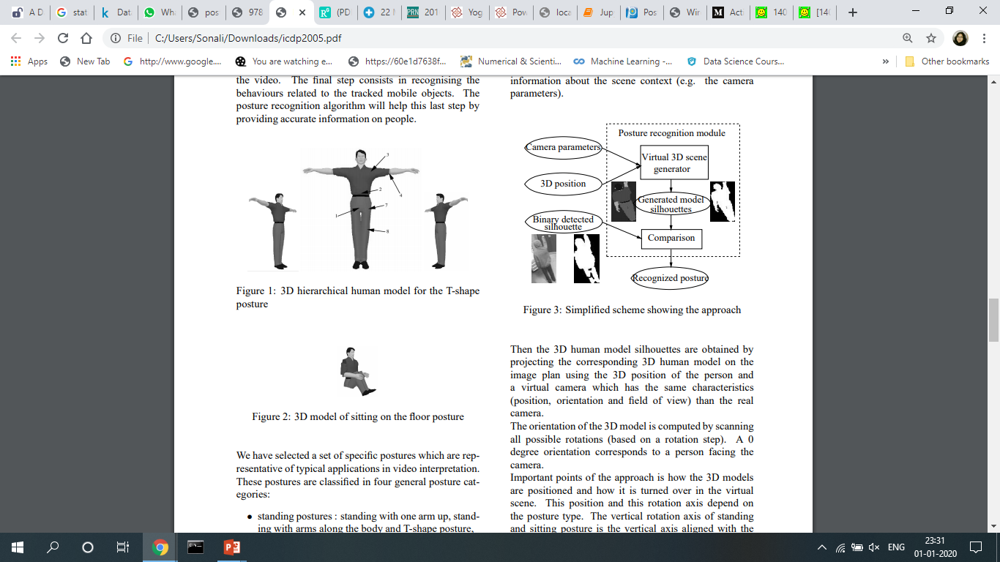 A D
stat
Dat
Wha
pos
978
(PD
22 M
PRN
201
Yog
Pow
loca
Jup
Pos
Wir
M
Acti
140
[14
File
C:/Users/Sonali/Downloads/icdp2005.pdf
Apps
New Tab
http://www.google....
You are watching e...
https://60e1d7638f...
Numerical & Scienti...
Machine Learning -...
Data Science Cours...
»
Other bookmarks
the video. The final step consists in recognising the
behaviours related to the tracked mobile objects. The
posture recognition algorithm will help this last step by
providing accurate information on people.
3
2
4
1
7
8
Figure 1: 3D hierarchical human model for the T-shape
posture
Figure 2: 3D model of sitting on the floor posture
We have selected a set of specific postures which are rep-
resentative of typical applications in video interpretation.
These postures are classified in four general posture cat-
egories:
• standing postures : standing with one arm up, stand-
ing with arms along the body and T-shape posture,
information about the scene context (e.g. the camera
parameters).
Posture recognition module
Camera parameters
Virtual 3D scene
generator
3D position
Generated model
silhouettes
Binary detected
silhouette
Comparison
Recognized posture
Figure 3: Simplified scheme showing the approach
Then the 3D human model silhouettes are obtained by
projecting the corresponding 3D human model on the
image plan using the 3D position of the person and
a virtual camera which has the same characteristics
(position, orientation and field of view) than the real
camera.
The orientation of the 3D model is computed by scanning
all possible rotations (based on a rotation step). A 0
degree orientation corresponds to a person facing the
camera.
Important points of the approach is how the 3D models
are positioned and how it is turned over in the virtual
scene. This position and this rotation axis depend on
the posture type. The vertical rotation axis of standing
and sitting posture is the vertical axis aligned with the
ENG
23:31
01-01-2020